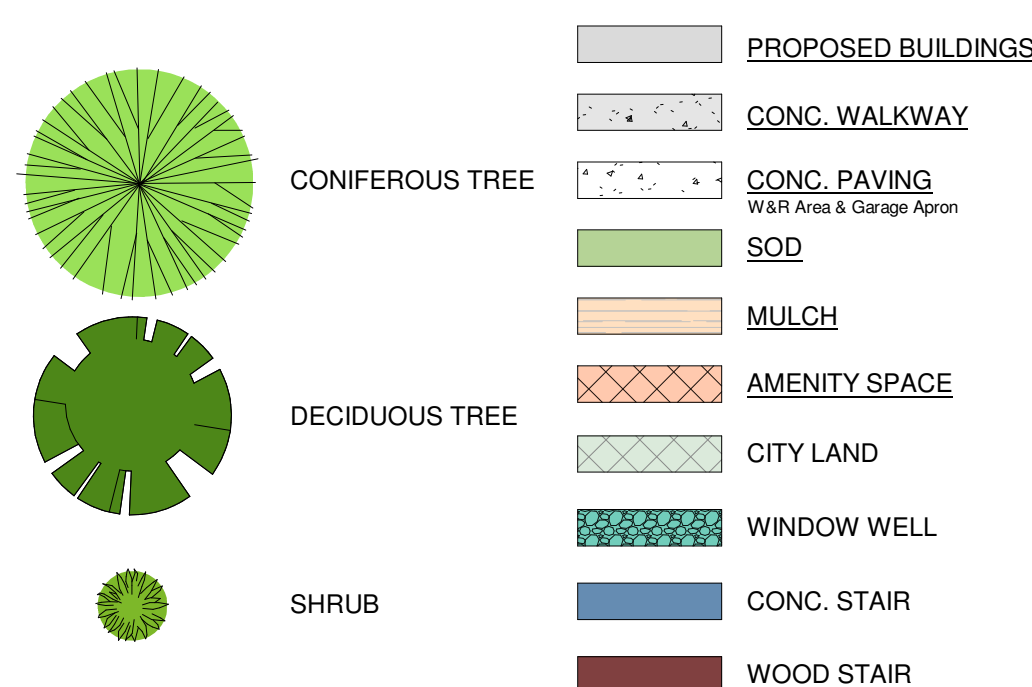 CONIFEROUS TREE
DECIDUOUS TREE
SHRUB
PROPOSED BUILDINGS
CONC. WALKWAY
CONC. PAVING
W&R Area & Garage Apron
SOD
MULCH
AMENITY SPACE
CITY LAND
WINDOW WELL
CONC. STAIR
WOOD STAIR